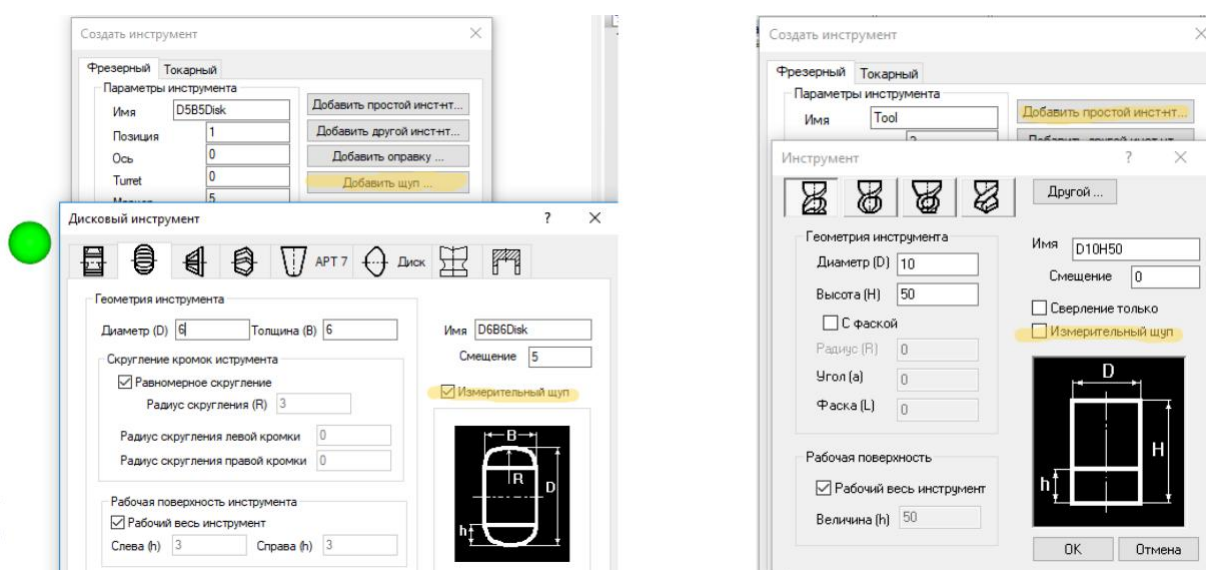 Создать инструмент
Фрезерный Токарный
Параметры инструмента
Имя D5B5Disk
Добавить простой инст-нт...
Позиция 1
Добавить другой инст-нт...
Ось 0
Добавить оправку ...
Turret 0
Добавить щуп ...
5
Дисковый инструмент ?
АРТ 7 Диск
Геометрия инструмента
Диаметр (D) 6 Толщина (B) 6
Имя D6B6Disk
Смещение 5
Скругление кромок иструмента
Равномерное скругление
Измерительный щуп
Радиус скругления (R) 3
Радиус скругления левой кромки 0
Радиус скругления правой кромки 0
B
R
D
h
Рабочая поверхность инструмента
Рабочий весь инструмент
Слева (h) 3 Справа (h) 3
Создать инструмент
Фрезерный Токарный
Параметры инструмента
Имя Tool
Добавить простой инст-нт...
Инструмент ?
Другой ...
Геометрия инструмента
Имя D10H50
Диаметр (D) 10
Смещение 0
Высота (H) 50
Сверление только
С фаской
Измерительный щуп
Радиус (R) 0
Угол (a) 0
Фаска (L) 0
D
H
h
Рабочая поверхность
Рабочий весь инструмент
Величина (h) 50
OK Отмена